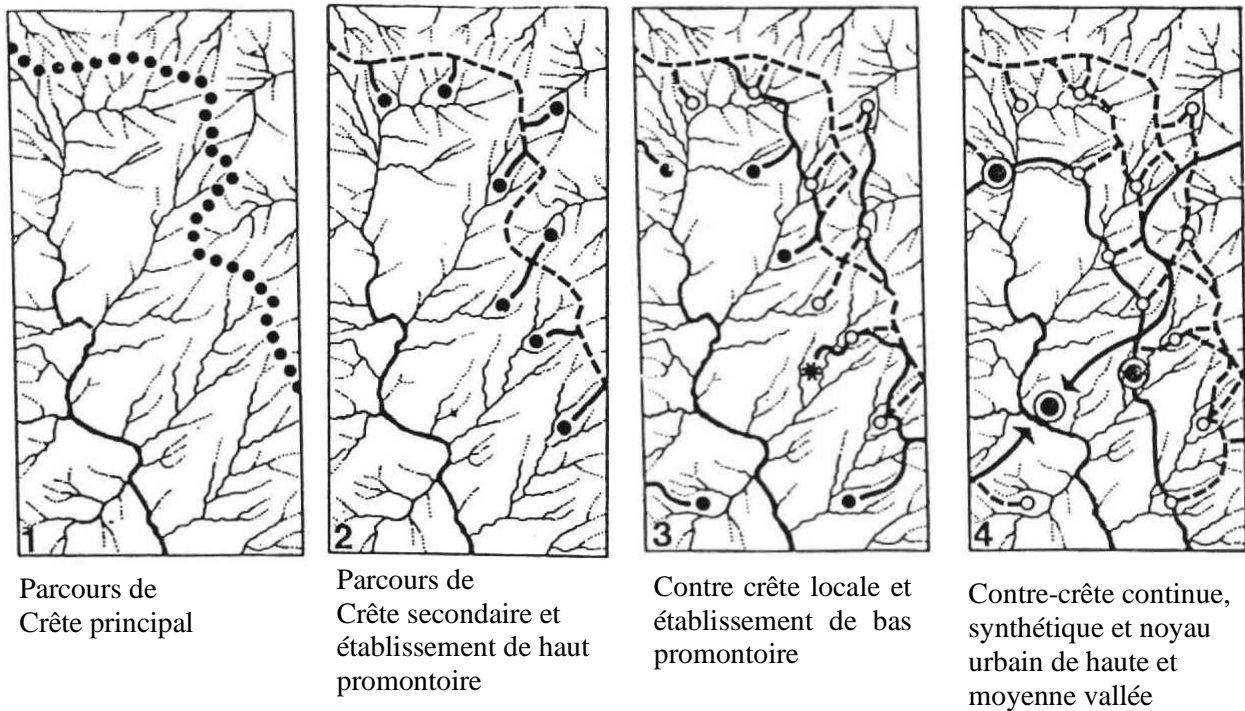 1
2
3
4
Parcours de
Crête principal
Parcours de
Crête secondaire et
établissement de haut
promontoire
Contre crête locale et
établissement de bas
promontoire
Contre-crête continue,
synthétique et noyau
urbain de haute et
moyenne vallée